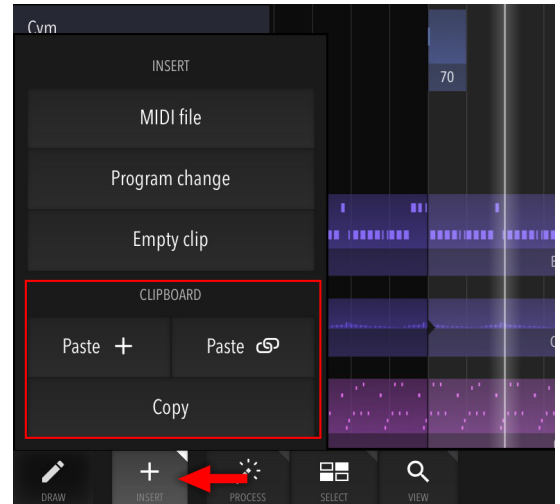 Cym
INSERT
70
MIDI file
Program change
Empty clip
CLIPBOARD
Paste +
Paste
Copy
DRAW
INSERT
PROCESS
SELECT
VIEW